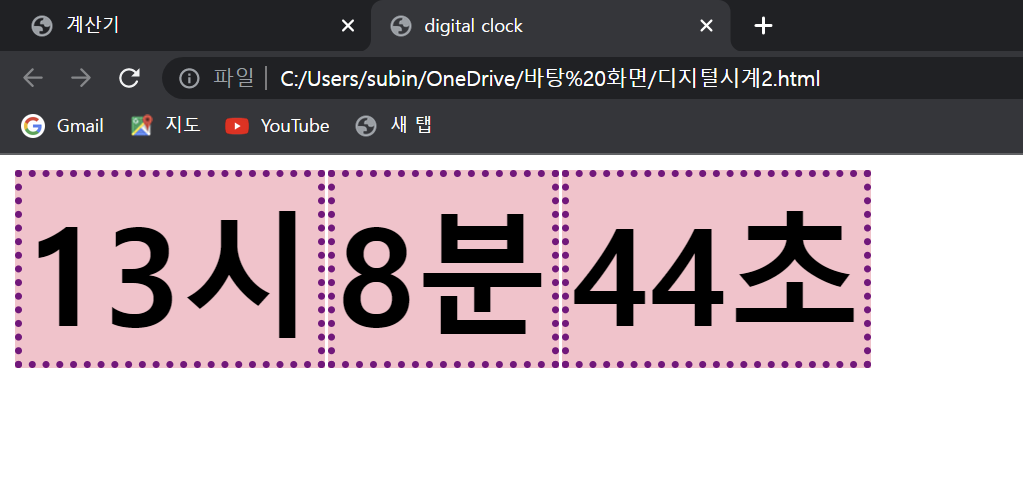 계산기 digital clock
파일 C:/Users/subin/OneDrive/바탕%20화면/디지털시계2.html
Gmail 지도 YouTube 새 탭
13시 8분 44초